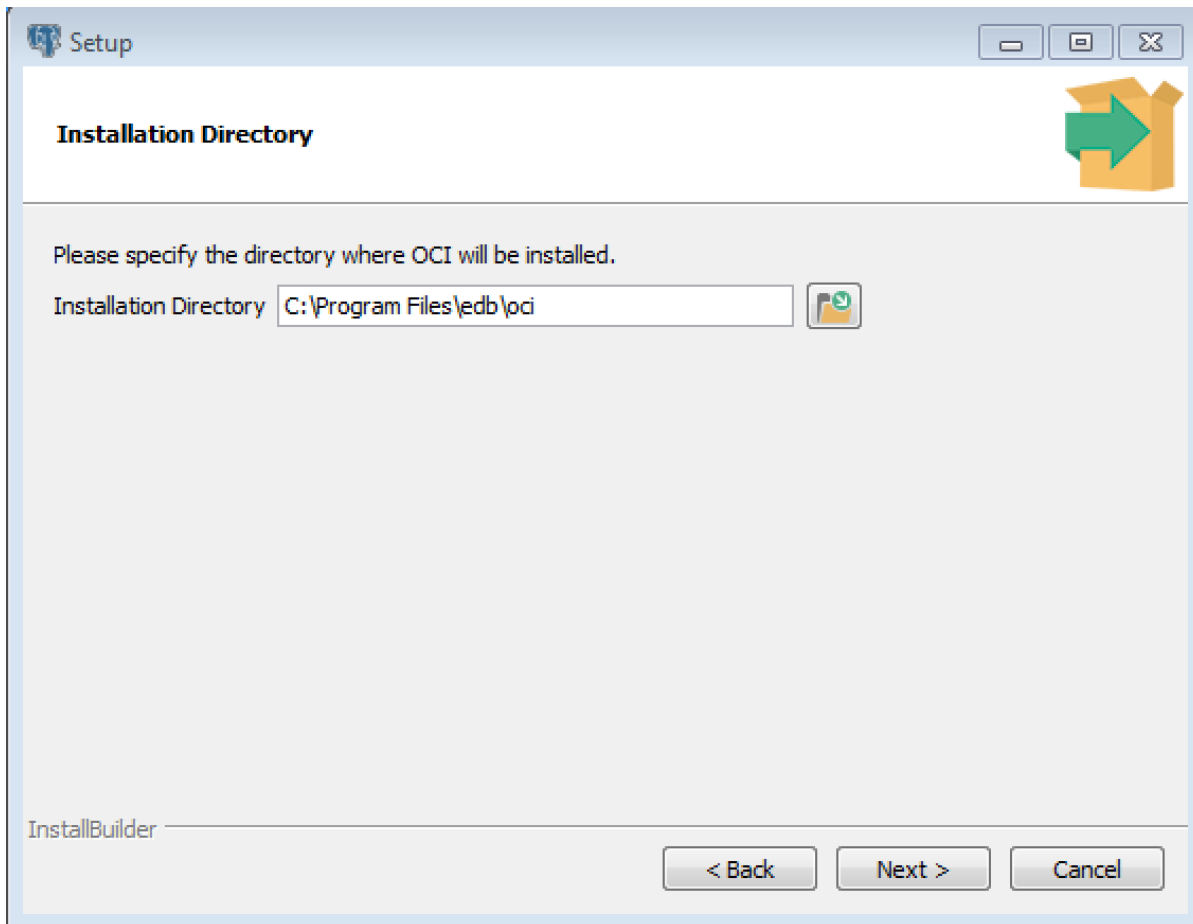 Setup
Installation Directory
Please specify the directory where OCI will be installed.
Installation Directory C:\Program Files\edb\oci
InstallBuilder
< Back Next > Cancel